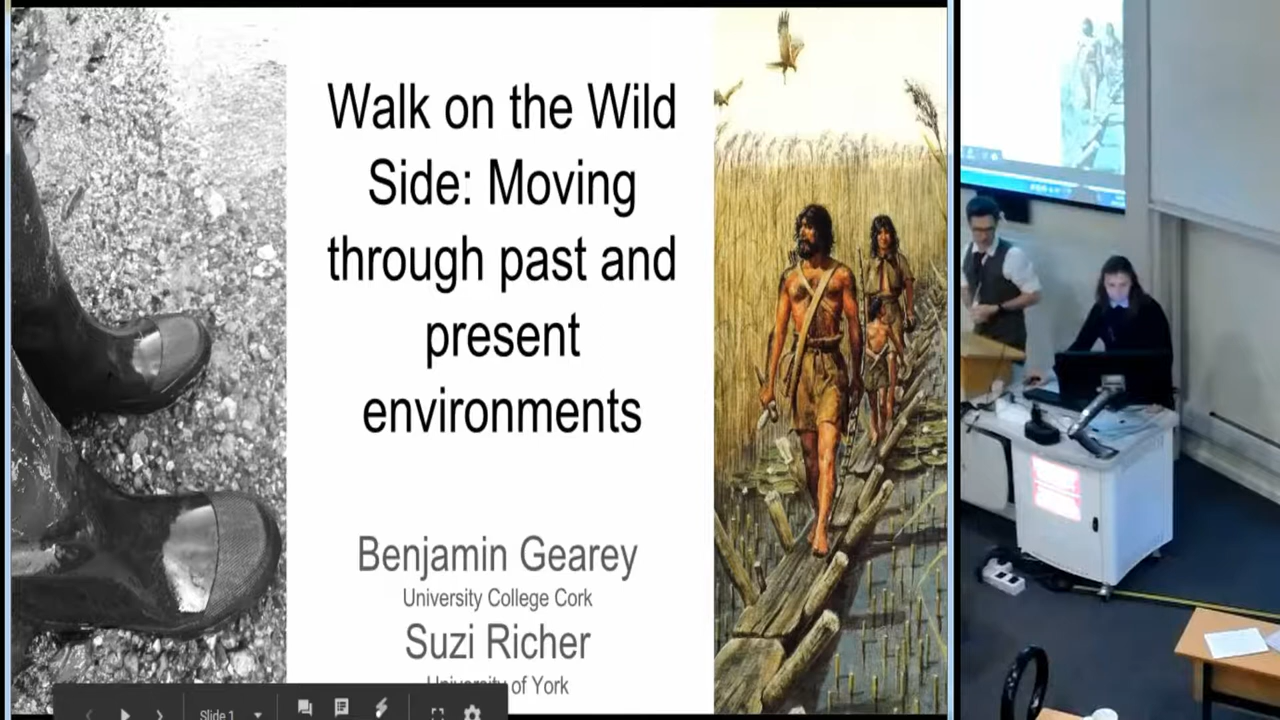 Walk on the Wild
Side: Moving
through past and
present
environments
Benjamin Gearey
University College Cork
Suzi Richer
University of York
Slide 1